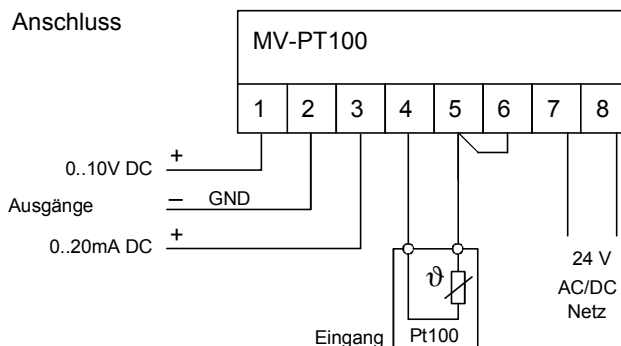 Anschluss
MV-PT100
1 2 3 4 5 6 7 8
+
0..10V DC
– GND
Ausgänge
+
0..20mA DC
ϑ
24 V
AC/DC
Netz
Eingang
Pt100